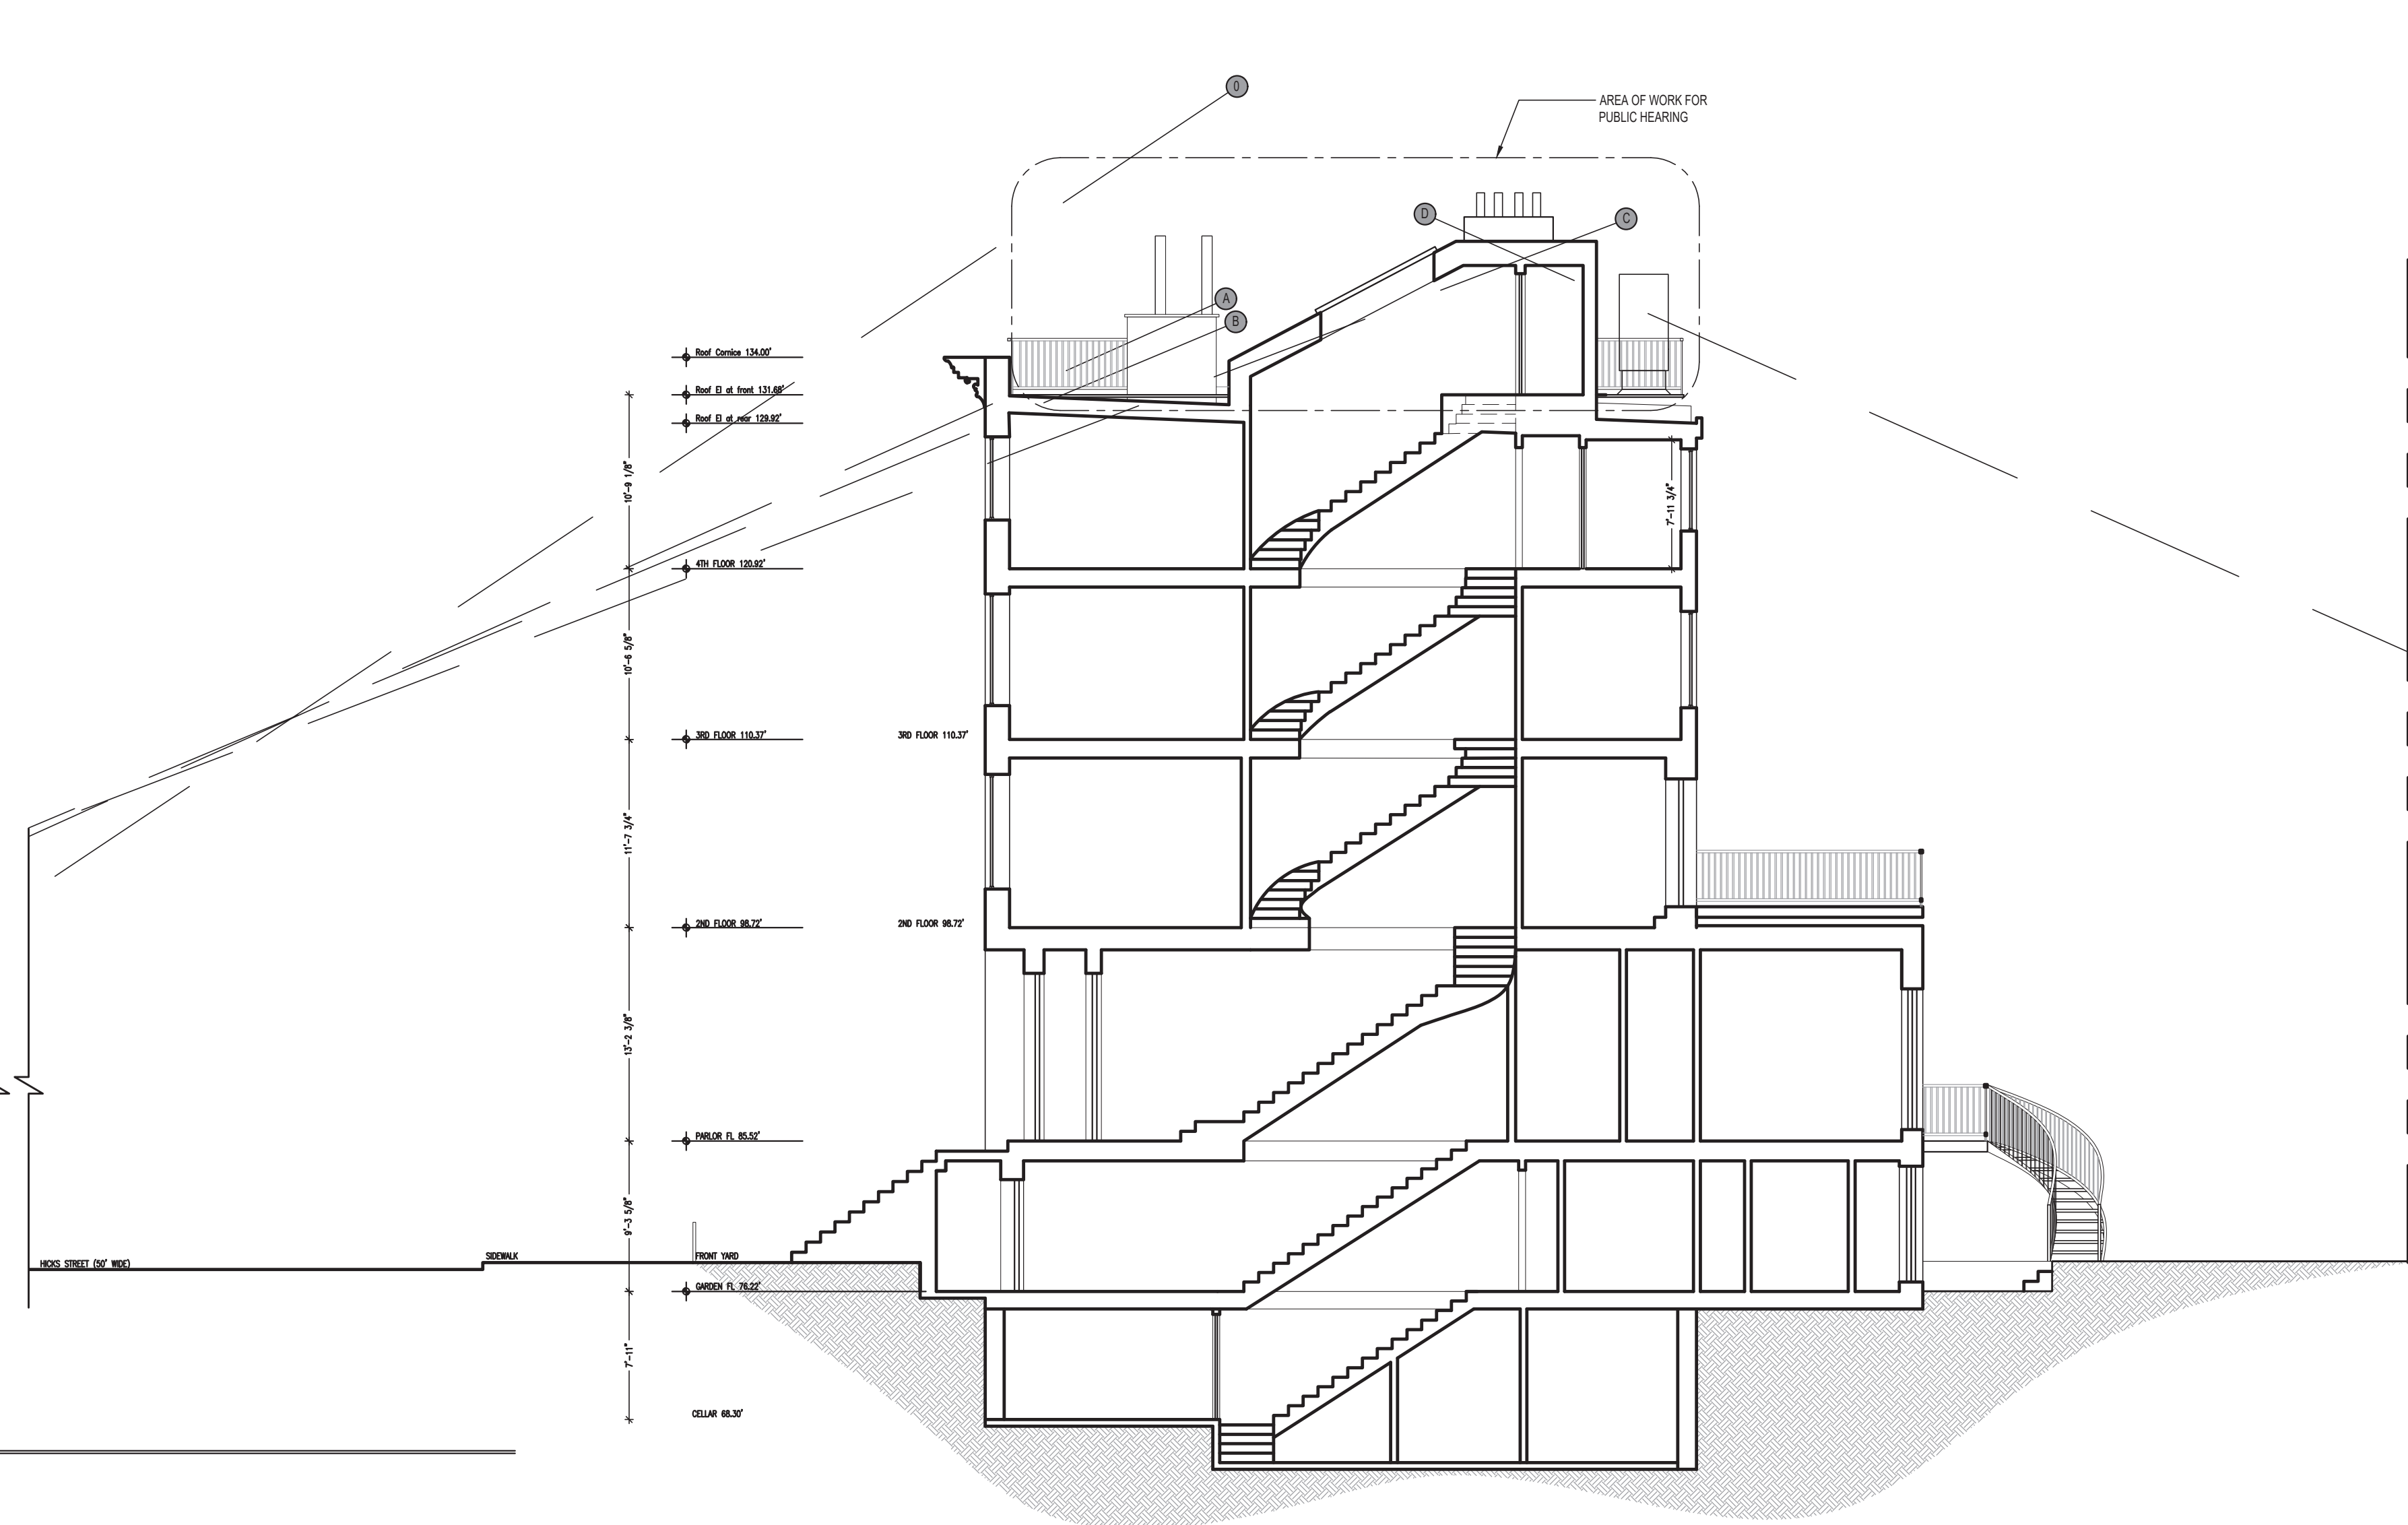 0
AREA OF WORK FOR
PUBLIC HEARING
D
C
A
B
Roof Cornice 134.00'
Roof El at front 131.68'
Roof El at rear 129.92'
10'-9 1/8"
7'-11 3/4"
4TH FLOOR 120.92'
10'-6 5/8"
3RD FLOOR 110.37'
3RD FLOOR 110.37'
11'-7 3/4"
2ND FLOOR 98.72'
2ND FLOOR 98.72'
13'-2 3/8"
PARLOR FL 85.52'
9'-3 5/8"
HICKS STREET (50' WIDE)
SIDEWALK
FRONT YARD
GARDEN FL 76.22'
7'-11"
CELLAR 68.30'